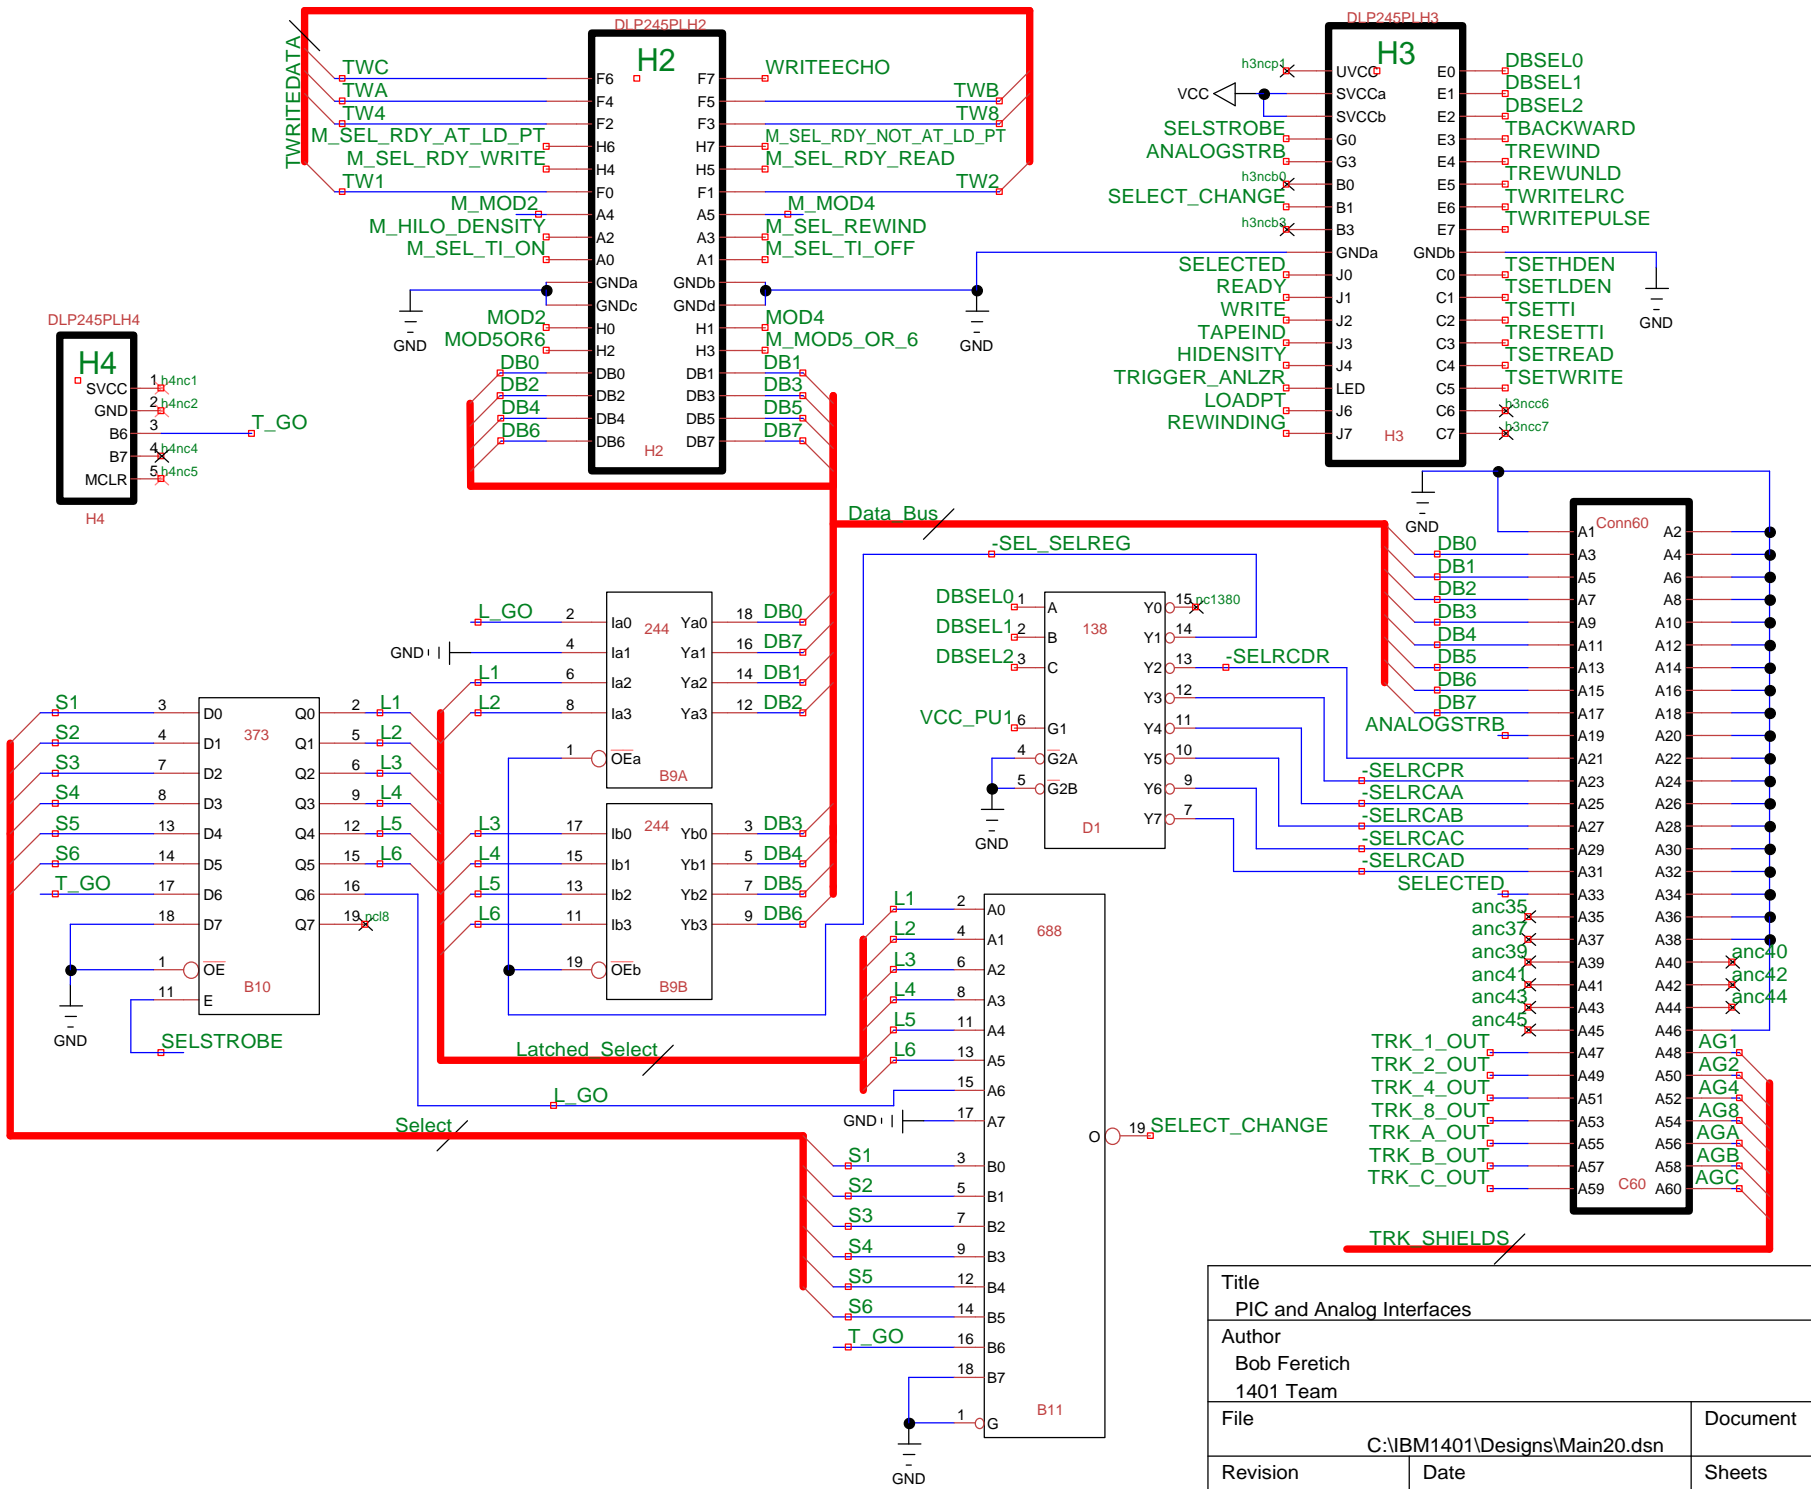 DLP245PLH2
H2
TWRITEDATA
TWC F6 F7 WRITEECHO
TWA F4 F5 TWB
TW4 F2 F3 TW8
M_SEL_RDY_AT_LD_PT H6 H7 M_SEL_RDY_NOT_AT_LD_PT
M_SEL_RDY_WRITE H4 H5 M_SEL_RDY_READ
TW1 F0 F1 TW2
M_MOD2 A4 A5 M_MOD4
M_HILO_DENSITY A2 A3 M_SEL_REWIND
M_SEL_TI_ON A0 A1 M_SEL_TI_OFF
GNDa GNDb
GNDc GNDd
GND GND
MOD2 H0 H1 MOD4
MOD5OR6 H2 H3 M_MOD5_OR_6
DB0 DB0 DB1 DB1
DB2 DB2 DB3 DB3
DB4 DB4 DB5 DB5
DB6 DB6 DB7 DB7
H2
DLP245PLH3
H3
h3ncp1 UVCC E0 DBSEL0
VCC SVCCa E1 DBSEL1
SVCCb E2 DBSEL2
SELSTROBE G0 E3 TBACKWARD
ANALOGSTRB G3 E4 TREWIND
h3ncb0 B0 E5 TREWUNLD
SELECT_CHANGE B1 E6 TWRITELRC
h3ncb3 B3 E7 TWRITEPULSE
GNDa GNDb
SELECTED J0 C0 TSETHDEN
READY J1 C1 TSETLDEN
WRITE J2 C2 TSETTI
GND
TAPEIND J3 C3 TRESETTI
HIDENSITY J4 C4 TSETREAD
TRIGGER_ANLZR LED C5 TSETWRITE
LOADPT J6 C6 h3ncc6
REWINDING J7 C7 h3ncc7
H3
DLP245PLH4
H4
SVCC 1 h4nc1
GND 2 h4nc2
B6 3 T_GO
B7 4 h4nc4
MCLR 5 h4nc5
H4
Data_Bus
-SEL_SELREG
L_GO 2 Ia0 244 Ya0 18 DB0
GND 4 Ia1 Ya1 16 DB7
L1 6 Ia2 Ya2 14 DB1
L2 8 Ia3 Ya3 12 DB2
1 OEa
B9A
L3 17 Ib0 244 Yb0 3 DB3
L4 15 Ib1 Yb1 5 DB4
L5 13 Ib2 Yb2 7 DB5
L6 11 Ib3 Yb3 9 DB6
19 OEb
B9B
S1 3 D0 Q0 2 L1
S2 4 D1 373 Q1 5 L2
S3 7 D2 Q2 6 L3
S4 8 D3 Q3 9 L4
S5 13 D4 Q4 12 L5
S6 14 D5 Q5 15 L6
T_GO 17 D6 Q6 16
18 D7 Q7 19 ncl8
1 OE
B10
11 E
GND
SELSTROBE
DBSEL0 1 A Y0 15 nc1380
DBSEL1 2 B 138 Y1 14
DBSEL2 3 C Y2 13 -SELRCDR
Y3 12
VCC_PU1 6 G1 Y4 11
4 G2A Y5 10
5 G2B Y6 9
Y7 7
D1
GND
-SELRCPR
-SELRCAA
-SELRCAB
-SELRCAC
-SELRCAD
GND
Conn60
A1 A2
DB0 A3 A4
DB1 A5 A6
DB2 A7 A8
DB3 A9 A10
DB4 A11 A12
DB5 A13 A14
DB6 A15 A16
DB7 A17 A18
ANALOGSTRB A19 A20
A21 A22
A23 A24
A25 A26
A27 A28
A29 A30
A31 A32
SELECTED A33 A34
anc35 A35 A36
anc37 A37 A38
anc39 A39 A40 anc40
anc41 A41 A42 anc42
anc43 A43 A44 anc44
anc45 A45 A46
TRK_1_OUT A47 A48 AG1
TRK_2_OUT A49 A50 AG2
TRK_4_OUT A51 A52 AG4
TRK_8_OUT A53 A54 AG8
TRK_A_OUT A55 A56 AGA
TRK_B_OUT A57 A58 AGB
TRK_C_OUT A59 A60 AGC
C60
TRK_SHIELDS
Latched_Select
L_GO
Select
L1 2 A0
L2 4 A1 688
L3 6 A2
L4 8 A3
L5 11 A4
L6 13 A5
15 A6
GND 17 A7
O 19 SELECT_CHANGE
S1 3 B0
S2 5 B1
S3 7 B2
S4 9 B3
S5 12 B4
S6 14 B5
T_GO 16 B6
18 B7
1 G
B11
GND
Title
PIC and Analog Interfaces
Author
Bob Feretich
1401 Team
File Document
C:\IBM1401\Designs\Main20.dsn
Revision Date Sheets